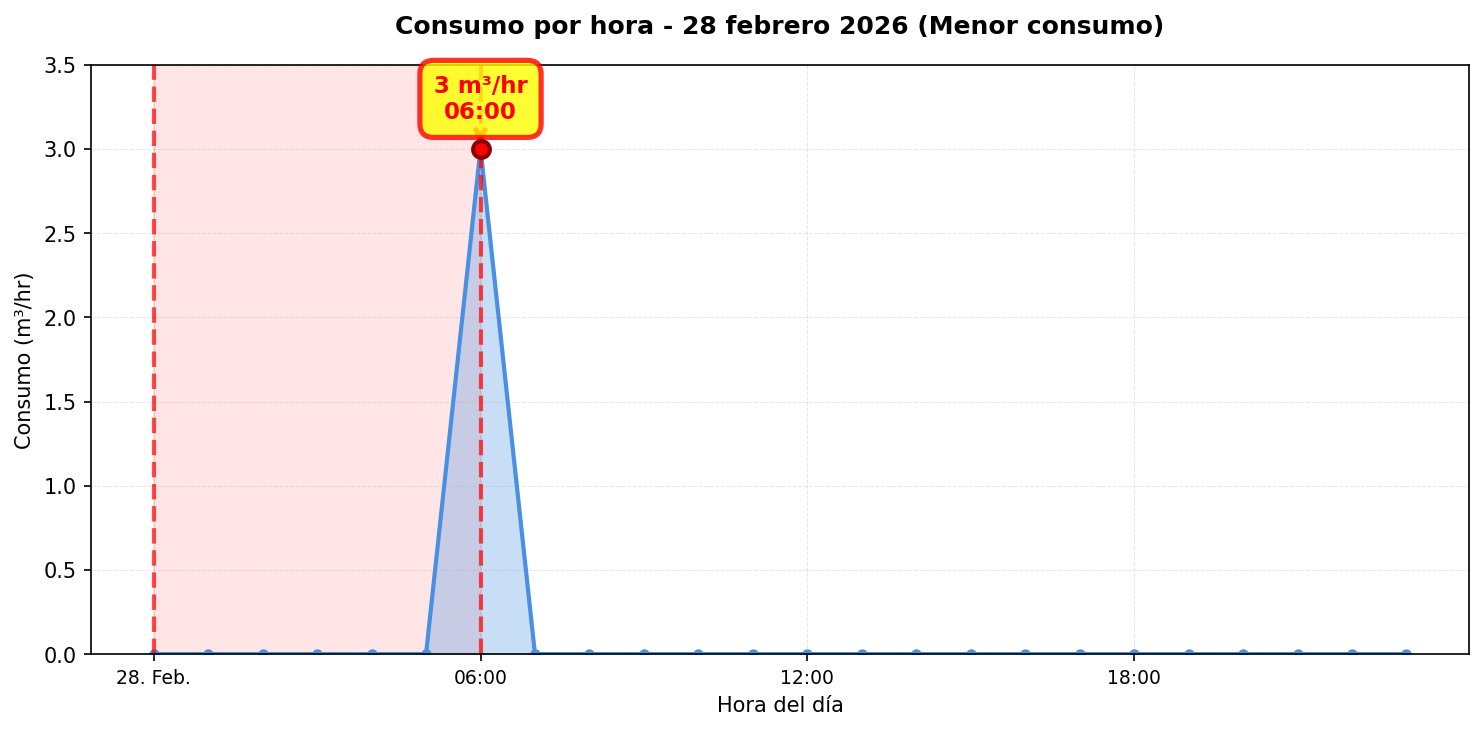 Consumo por hora - 28 febrero 2026 (Menor consumo)
3 m³/hr
06:00
Consumo (m³/hr)
3.5
3.0
2.5
2.0
1.5
1.0
0.5
0.0
28. Feb.
06:00
12:00
18:00
Hora del día